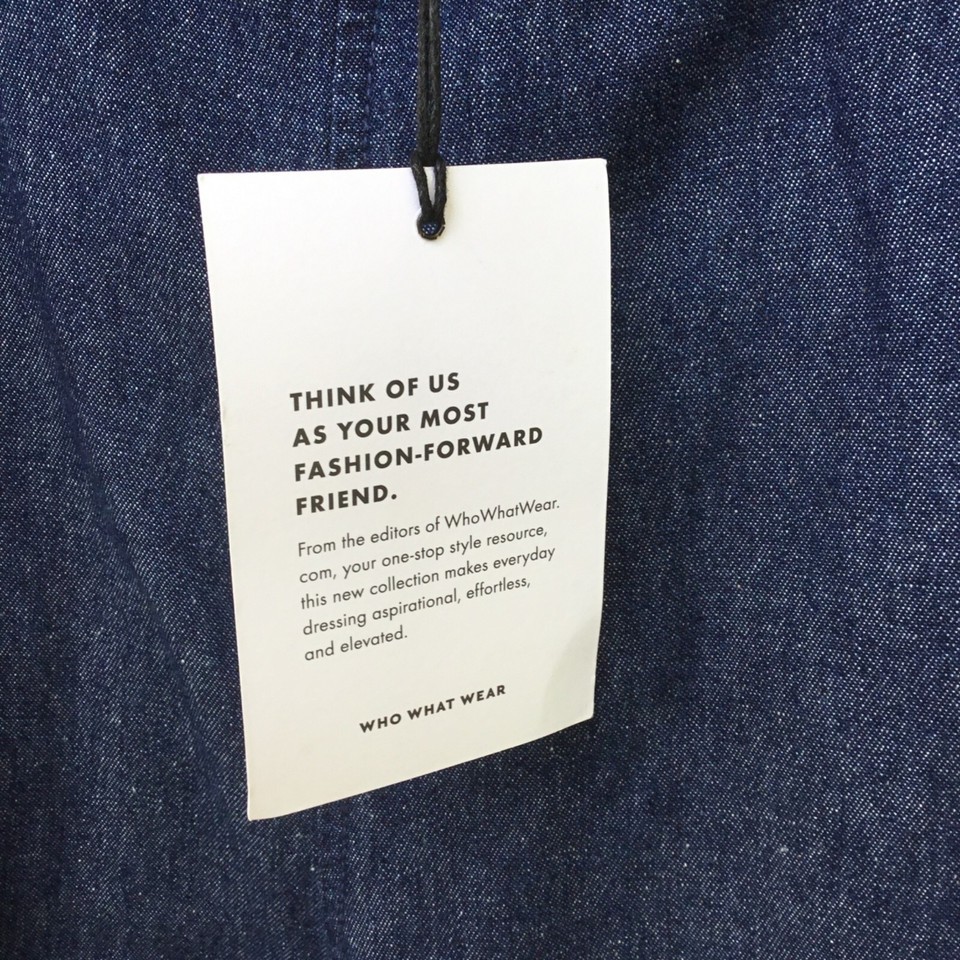 THINK OF US
AS YOUR MOST
FASHION-FORWARD
FRIEND.
From the editors of WhoWhatWear.
com, your one-stop style resource,
this new collection makes everyday
dressing aspirational, effortless,
and elevated.
WHO WHAT WEAR